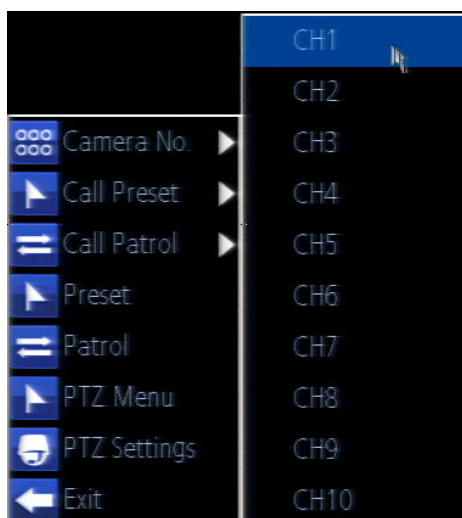 CH1
CH2
Camera No.
CH3
Call Preset
CH4
Call Patrol
CH5
Preset
CH6
Patrol
CH7
PTZ Menu
CH8
PTZ Settings
CH9
Exit
CH10